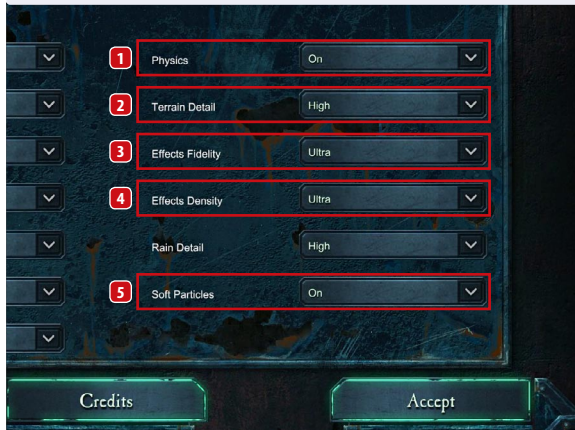 1 Physics On
2 Terrain Detail High
3 Effects Fidelity Ultra
4 Effects Density Ultra
Rain Detail High
5 Soft Particles On
Credits Accept